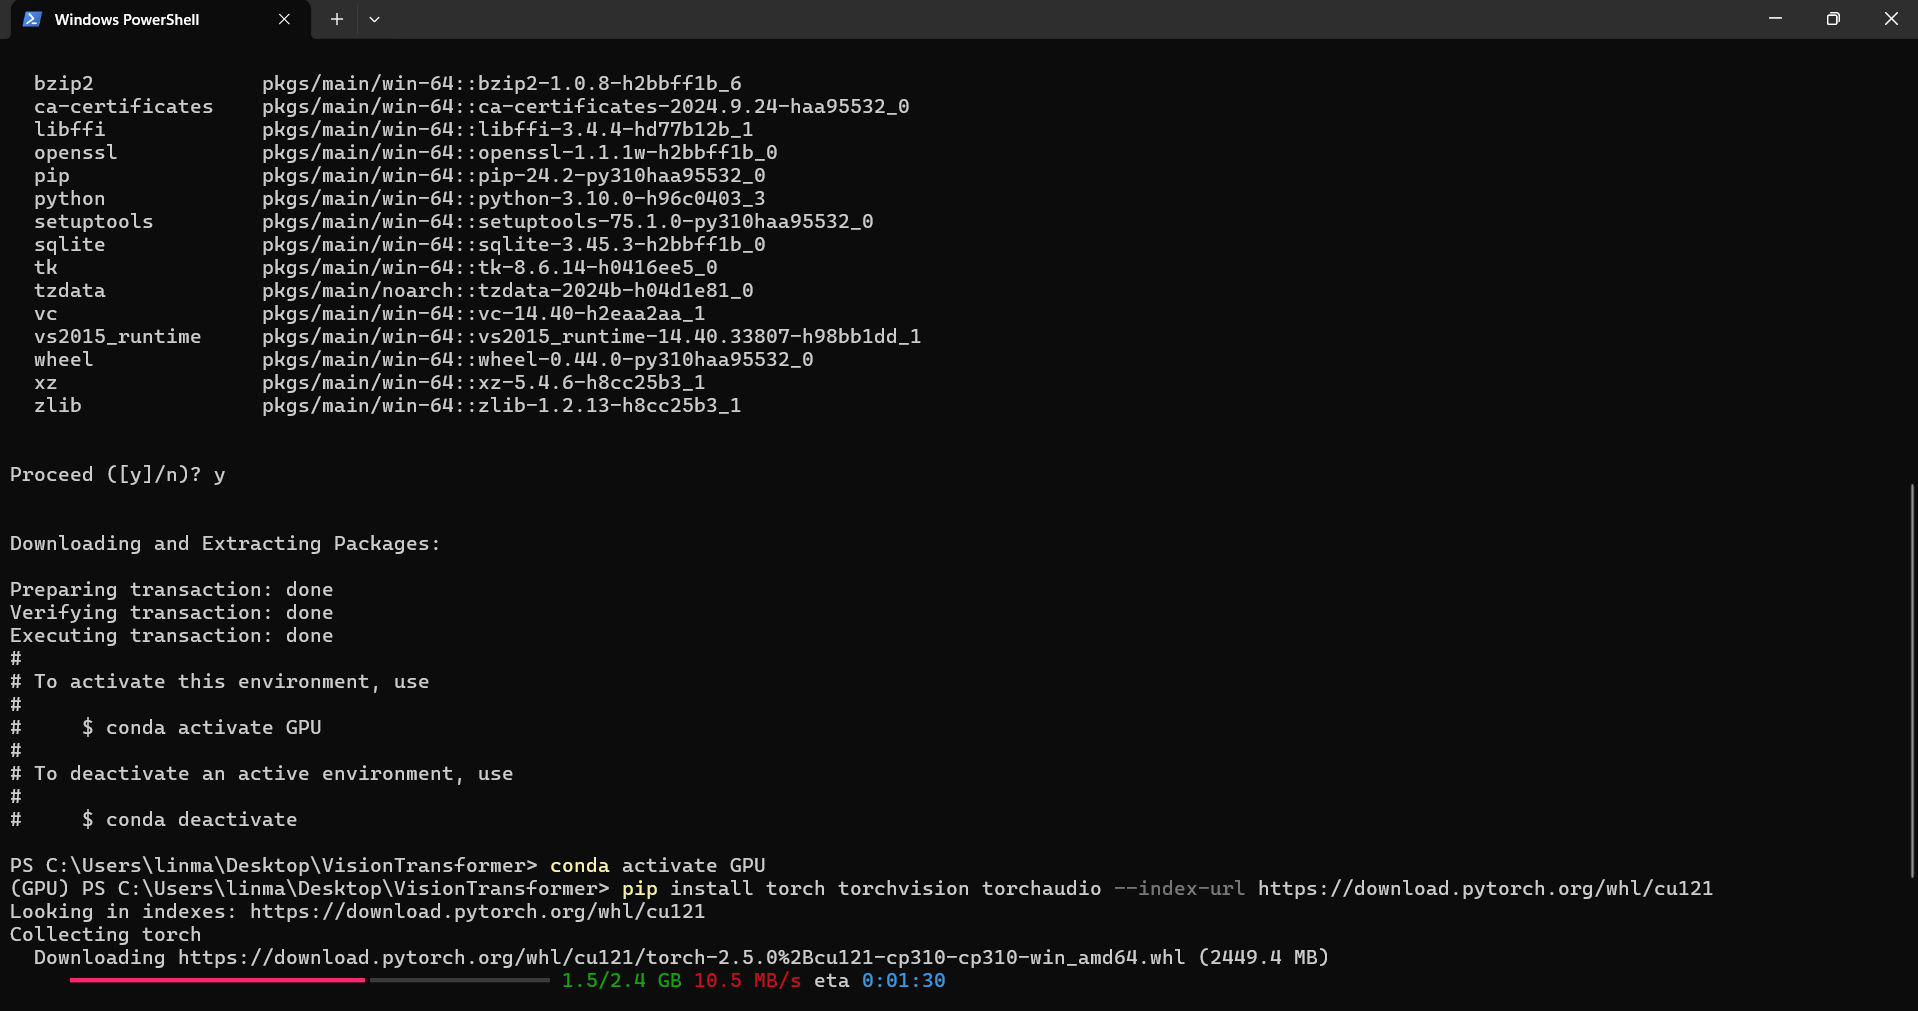 Windows PowerShell
bzip2 pkgs/main/win-64::bzip2-1.0.8-h2bbff1b_6
ca-certificates pkgs/main/win-64::ca-certificates-2024.9.24-haa95532_0
libffi pkgs/main/win-64::libffi-3.4.4-hd77b12b_1
openssl pkgs/main/win-64::openssl-1.1.1w-h2bbff1b_0
pip pkgs/main/win-64::pip-24.2-py310haa95532_0
python pkgs/main/win-64::python-3.10.0-h96c0403_3
setuptools pkgs/main/win-64::setuptools-75.1.0-py310haa95532_0
sqlite pkgs/main/win-64::sqlite-3.45.3-h2bbff1b_0
tk pkgs/main/win-64::tk-8.6.14-h0416ee5_0
tzdata pkgs/main/noarch::tzdata-2024b-h04d1e81_0
vc pkgs/main/win-64::vc-14.40-h2eaa2aa_1
vs2015_runtime pkgs/main/win-64::vs2015_runtime-14.40.33807-h98bb1dd_1
wheel pkgs/main/win-64::wheel-0.44.0-py310haa95532_0
xz pkgs/main/win-64::xz-5.4.6-h8cc25b3_1
zlib pkgs/main/win-64::zlib-1.2.13-h8cc25b3_1
Proceed ([y]/n)? y
Downloading and Extracting Packages:
Preparing transaction: done
Verifying transaction: done
Executing transaction: done
#
# To activate this environment, use
#
# $ conda activate GPU
#
# To deactivate an active environment, use
#
# $ conda deactivate
PS C:\Users\linma\Desktop\VisionTransformer> conda activate GPU
(GPU) PS C:\Users\linma\Desktop\VisionTransformer> pip install torch torchvision torchaudio --index-url https://download.pytorch.org/whl/cu121
Looking in indexes: https://download.pytorch.org/whl/cu121
Collecting torch
Downloading https://download.pytorch.org/whl/cu121/torch-2.5.0%2Bcu121-cp310-cp310-win_amd64.whl (2449.4 MB)
1.5/2.4 GB 10.5 MB/s eta 0:01:30